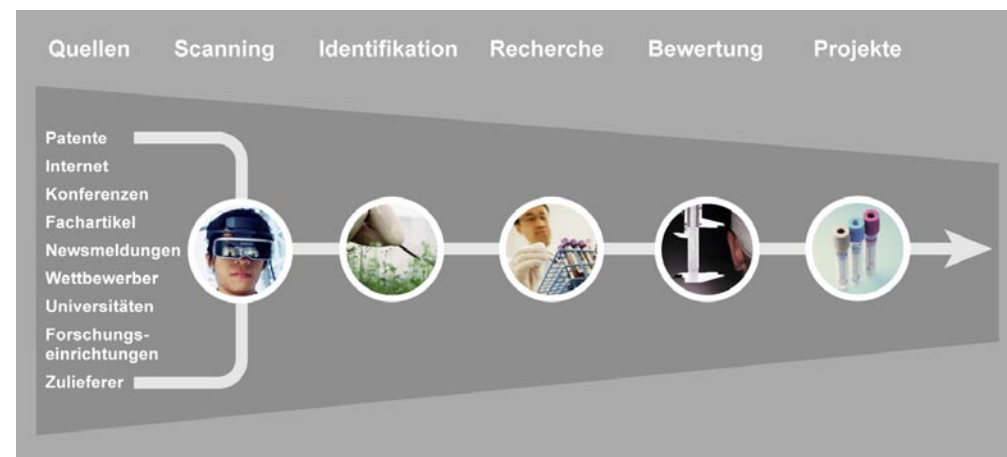 Quellen Scanning Identifikation Recherche Bewertung Projekte
Patente
Internet
Konferenzen
Fachartikel
Newsmeldungen
Wettbewerber
Universitäten
Forschungs-
einrichtungen
Zulieferer